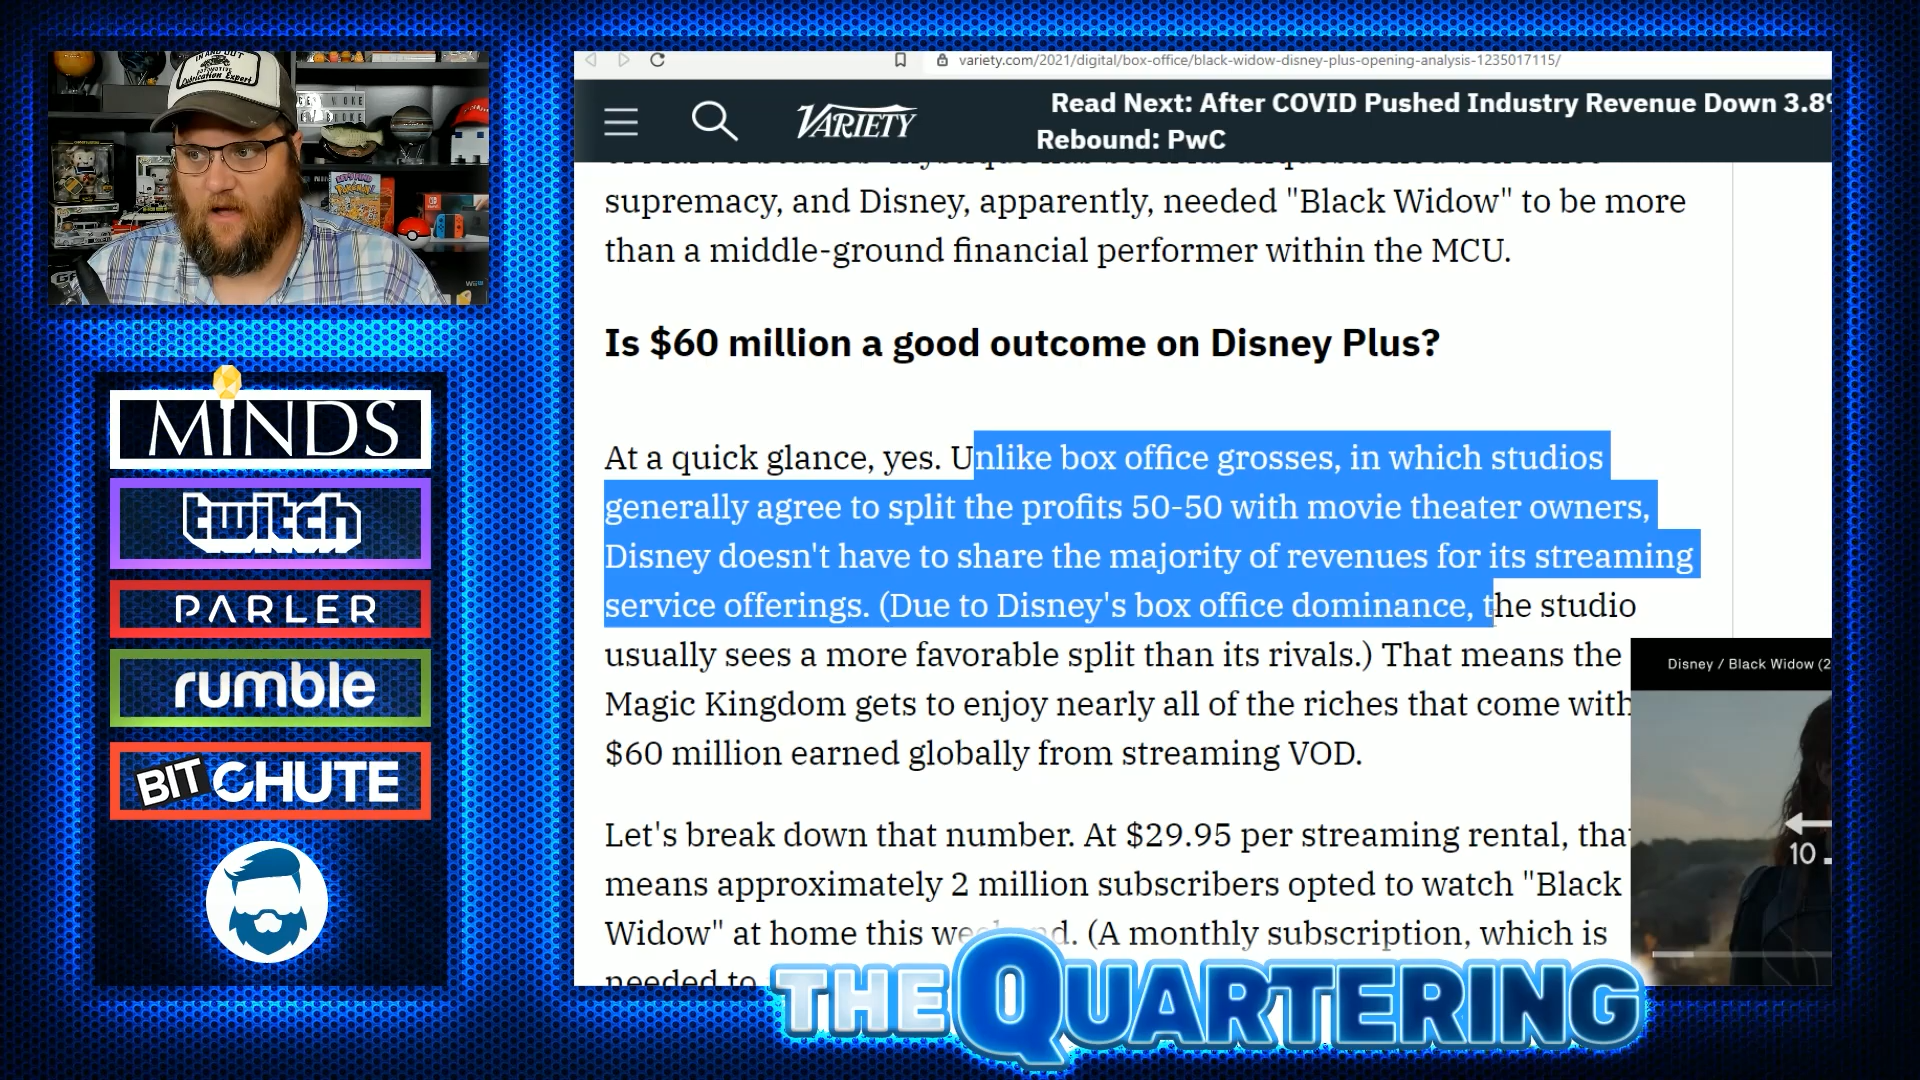 variety.com/2021/digital/box-office/black-widow-disney-plus-opening-analysis-1235017115/
VARIETY
Read Next: After COVID Pushed Industry Revenue Down 3.8%
Rebound: PwC
supremacy, and Disney, apparently, needed "Black Widow" to be more
than a middle-ground financial performer within the MCU.
Is $60 million a good outcome on Disney Plus?
At a quick glance, yes. Unlike box office grosses, in which studios
generally agree to split the profits 50-50 with movie theater owners,
Disney doesn't have to share the majority of revenues for its streaming
service offerings. (Due to Disney's box office dominance, the studio
usually sees a more favorable split than its rivals.) That means the
Magic Kingdom gets to enjoy nearly all of the riches that come with
$60 million earned globally from streaming VOD.
Let's break down that number. At $29.95 per streaming rental, that
means approximately 2 million subscribers opted to watch "Black
Widow" at home this weekend. (A monthly subscription, which is
needed to
Disney / Black Widow (2
10
Lubrication Expert
MINDS
twitch
PARLER
rumble
BITCHUTE
THE QUARTERING